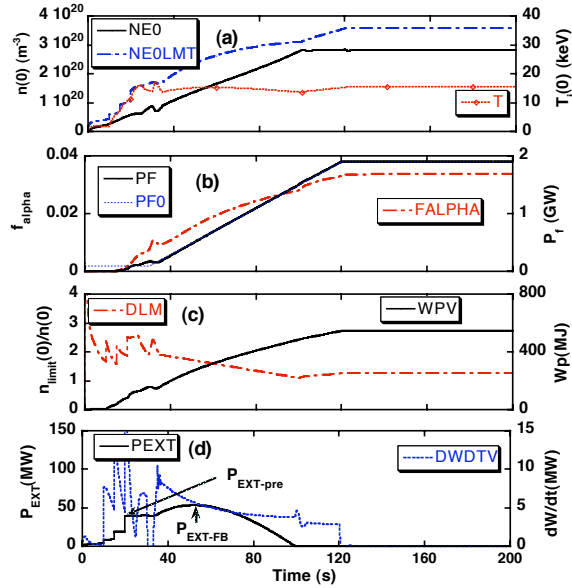 4 10²⁰
3 10²⁰
2 10²⁰
1 10²⁰
0
n(0) (m⁻³)
NE0
NE0LMT
(a)
T
40
30
20
10
0
Tᵢ(0) (keV)
0.04
0.02
0
f_alpha
PF
PF0
(b)
FALPHA
2
1
0
P_f (GW)
4
3
2
1
0
n_limit(0)/n(0)
DLM
(c)
WPV
800
400
0
Wp(MJ)
150
100
50
0
P_EXT(MW)
PEXT
(d)
P_EXT-pre
P_EXT-FB
DWDTV
15
10
5
0
dW/dt(MW)
0 40 80 120 160 200
Time (s)